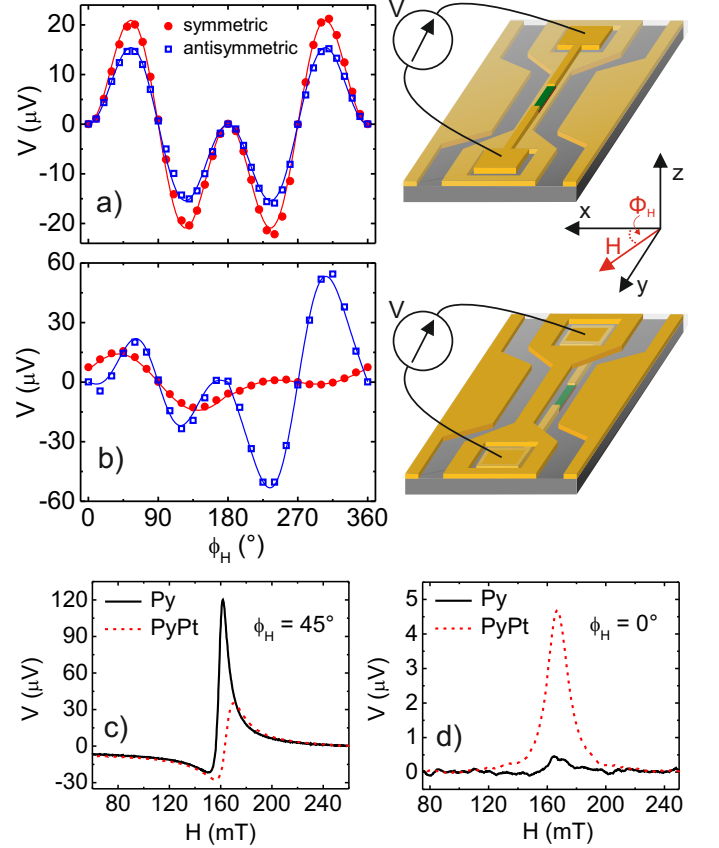 V (µV)
20
10
0
-10
-20
symmetric
antisymmetric
a)
V
z
x
Φ_H
H
y
V (µV)
60
30
0
-30
-60
b)
0 90 180 270 360
ϕ_H (°)
V
V (µV)
120
90
60
30
0
-30
Py
PyPt
ϕ_H = 45°
c)
80 120 160 200 240
H (mT)
V (µV)
5
4
3
2
1
0
Py
PyPt
ϕ_H = 0°
d)
80 120 160 200 240
H (mT)